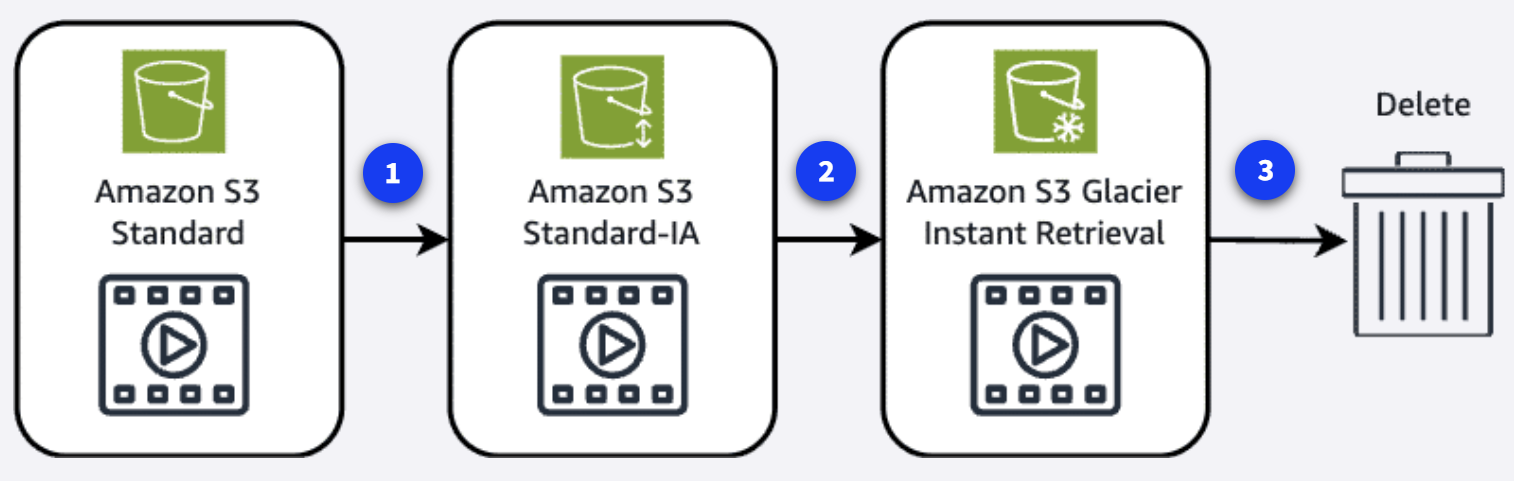 Amazon S3
Standard
1
Amazon S3
Standard-IA
2
Amazon S3 Glacier
Instant Retrieval
3
Delete